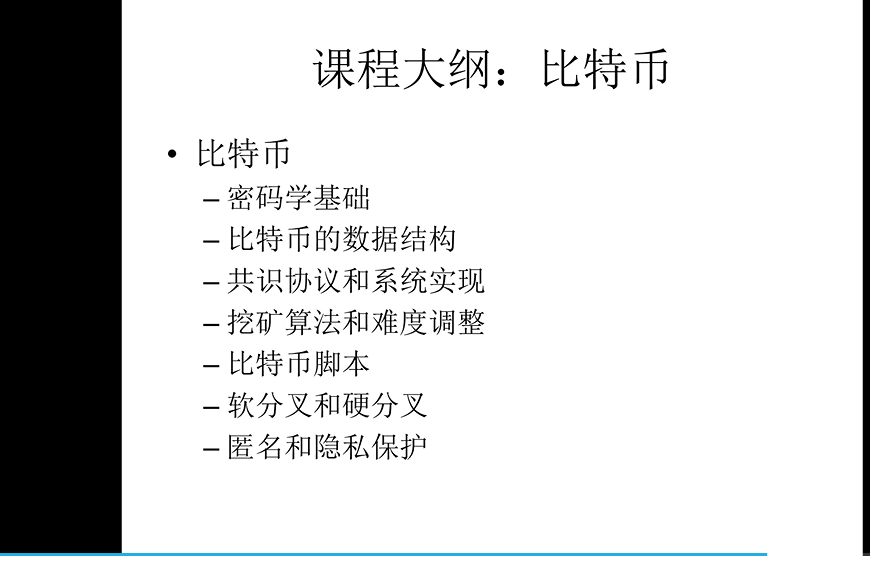 课程大纲：比特币
• 比特币
– 密码学基础
– 比特币的数据结构
– 共识协议和系统实现
– 挖矿算法和难度调整
– 比特币脚本
– 软分叉和硬分叉
– 匿名和隐私保护